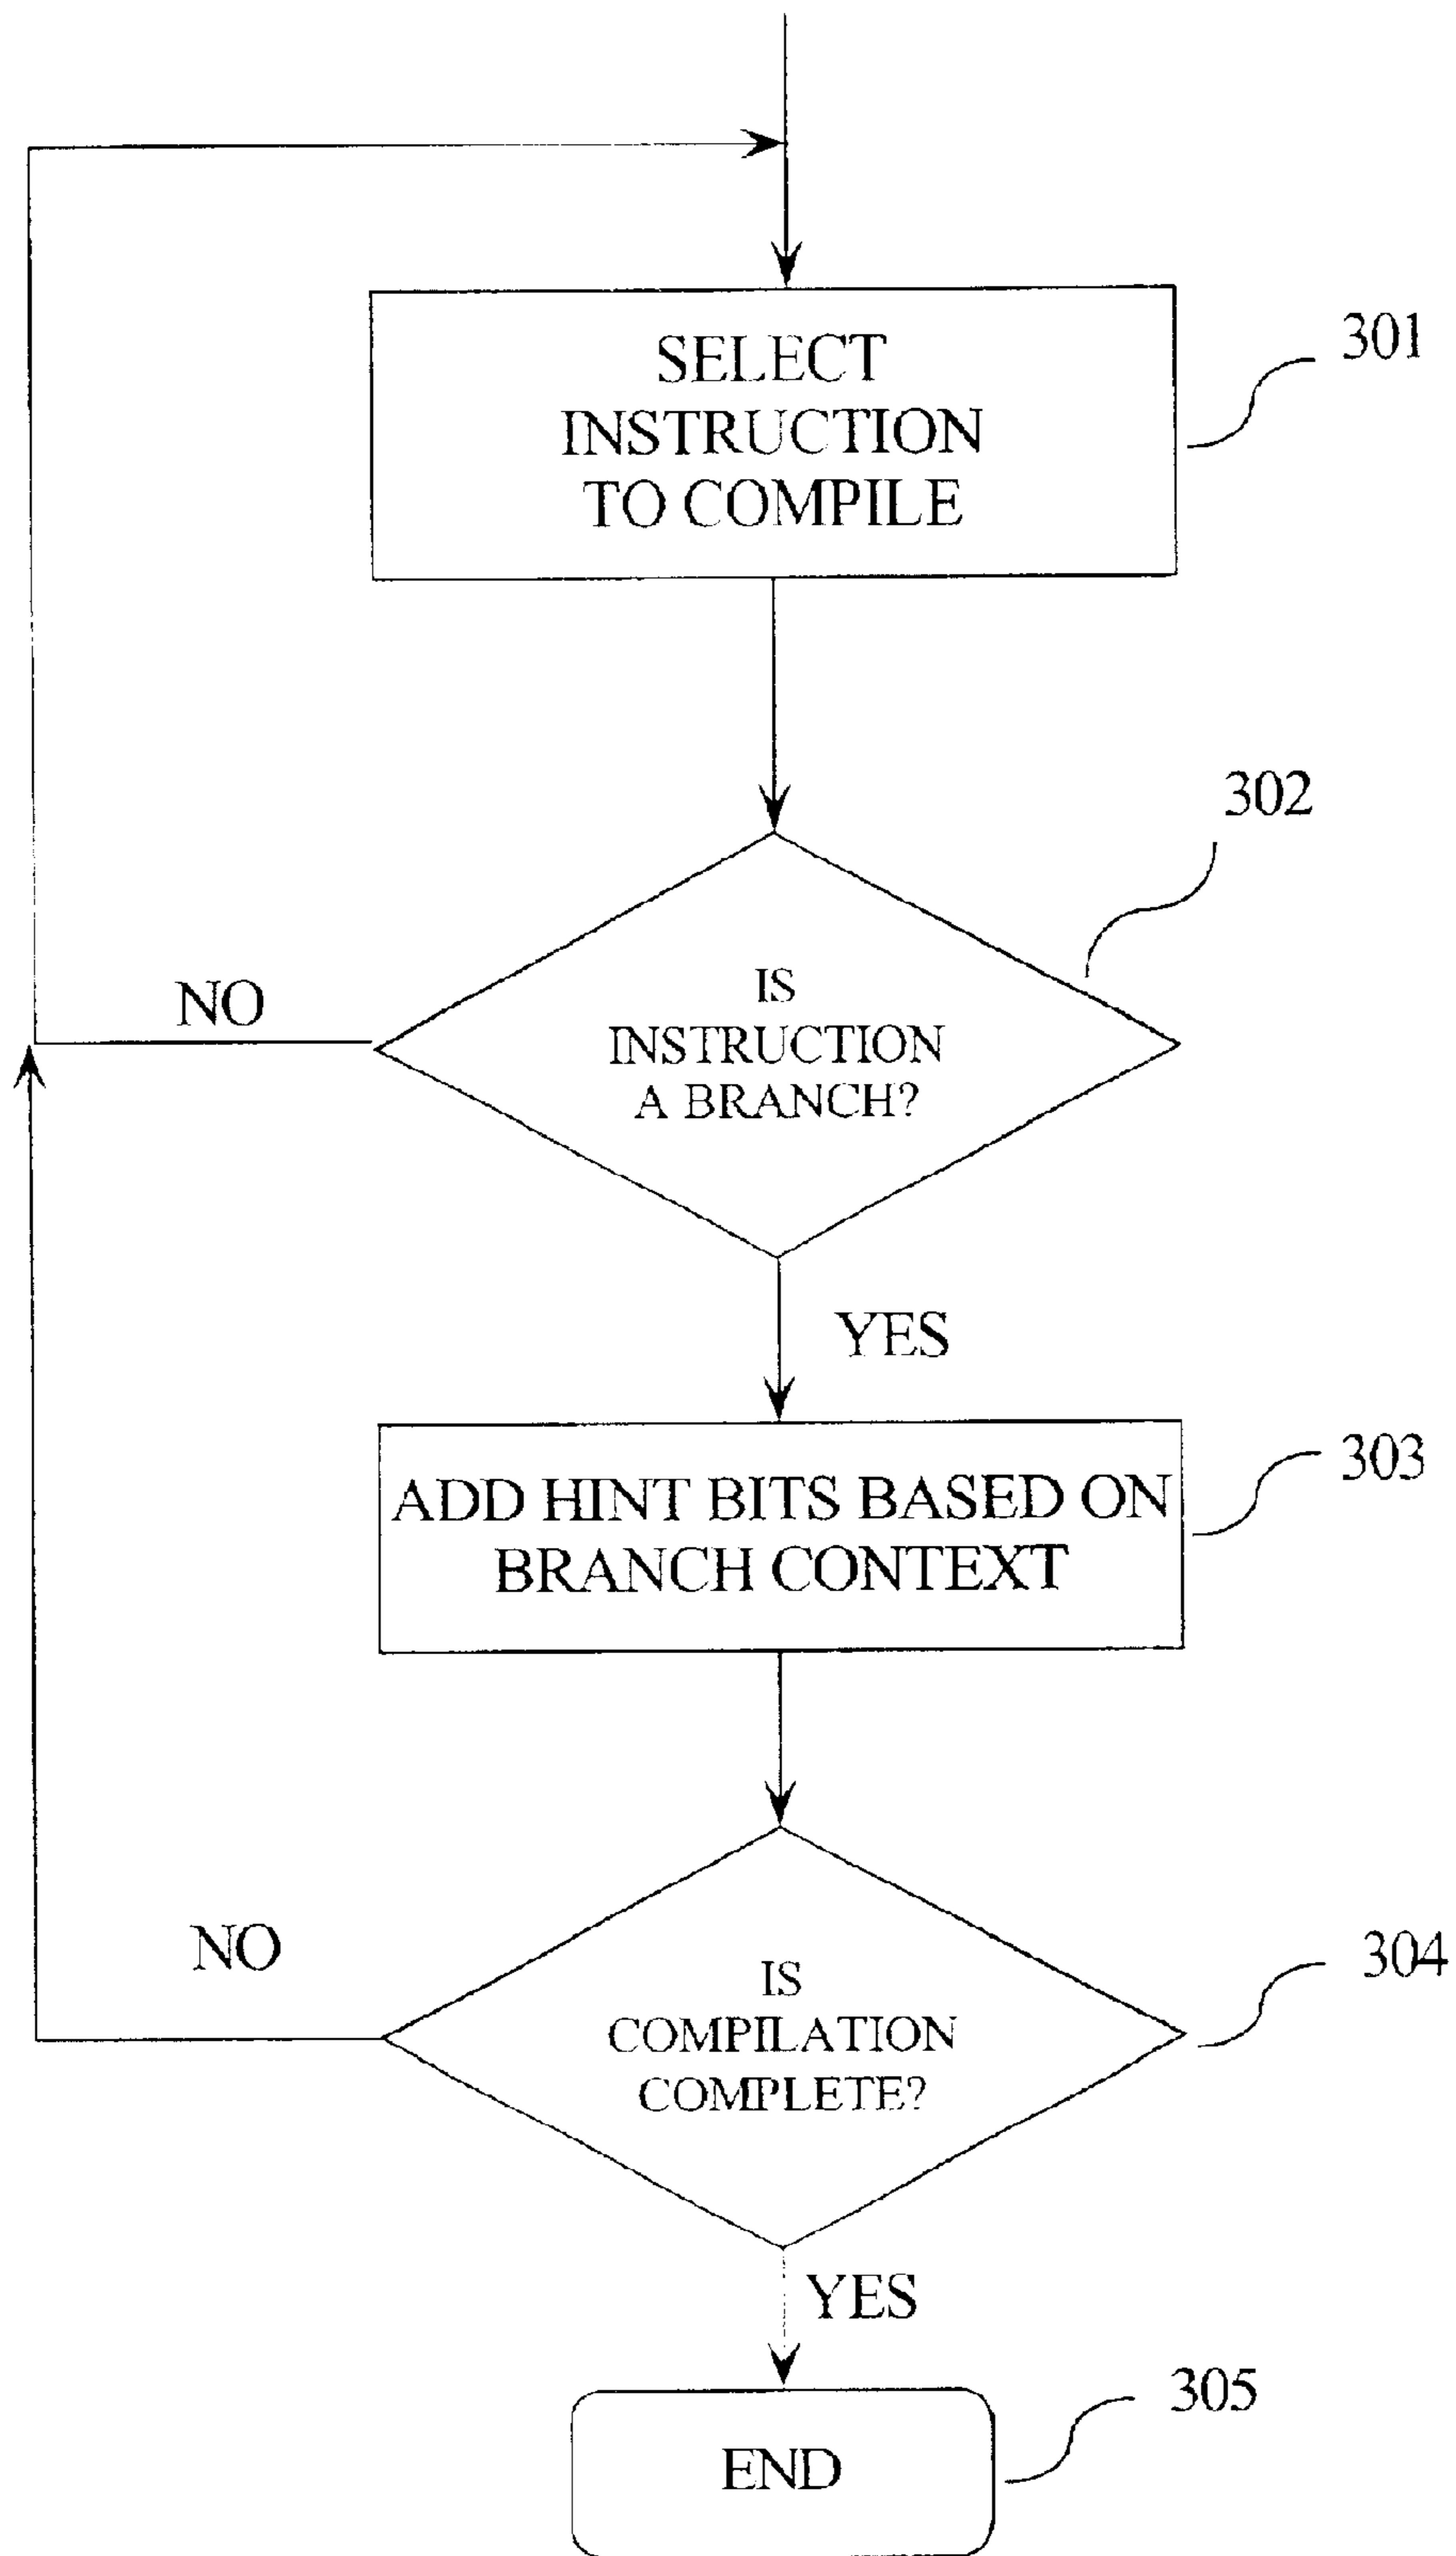 SELECT
INSTRUCTION
TO COMPILE
301
302
IS
INSTRUCTION
A BRANCH?
NO
YES
ADD HINT BITS BASED ON
BRANCH CONTEXT
303
NO
IS
COMPILATION
COMPLETE?
304
YES
END
305